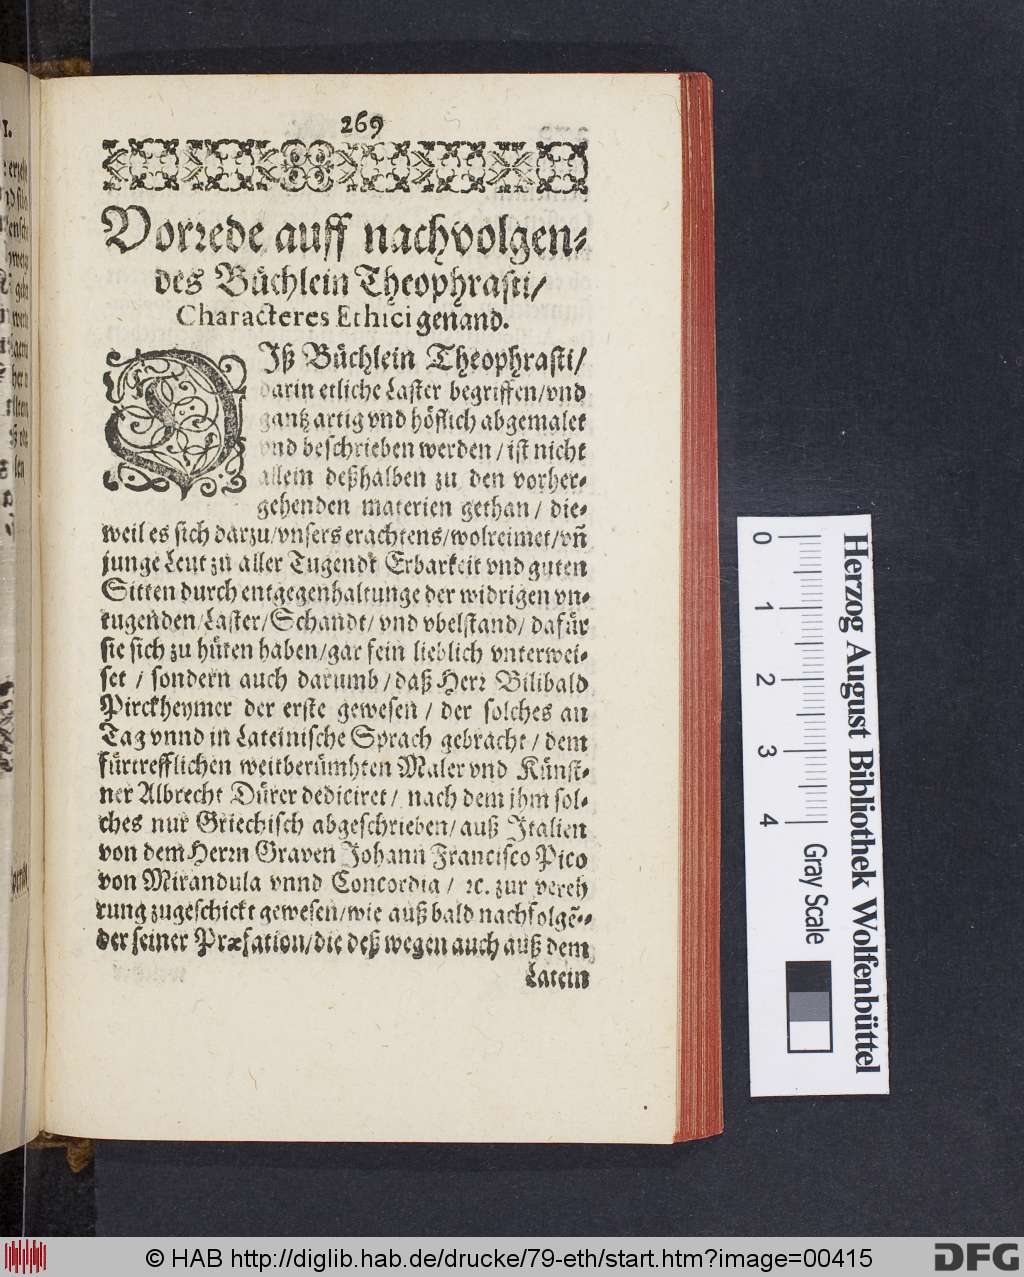 269
Vorrede auff nachvolgen-
des Büchlein Theophrasti/
Characteres Ethici genand.
DIß Büchlein Theophrasti/
darin etliche Laster begriffen/vnd
gantz artig vnd höflich abgemalet
vnd beschrieben werden/ist nicht
allein deßhalben zu den vorher-
gehenden materien gethan/die-
weil es sich darzu/vnsers erachtens/wolreimet/vñ
junge Leut zu aller Tugendt Erbarkeit vnd guten
Sitten durch entgegenhaltunge der widrigen vn-
tugenden/Laster/Schandt/vnd vbelstand/dafür
sie sich zu hüten haben/gar fein lieblich vnterwei-
set/sondern auch darumb/daß Herr Bilibald
Pirckheymer der erste gewesen/der solches an
Tag vnnd in Lateinische Sprach gebracht/dem
fürtrefflichen weitberümhten Maler vnd Künst-
ner Albrecht Dürer dediciret/nach dem jhm sol-
ches nur Griechisch abgeschrieben/auß Italien
von dem Herrn Graven Johann Francisco Pico
von Mirandula vnnd Concordia/ꝛc. zur vereh
rung zugeschickt gewesen/wie auß bald nachfolgē-
der seiner Præfation/die deß wegen auch auß dem
Latein
0 1 2 3 4
Herzog August Bibliothek Wolfenbüttel
Gray Scale
© HAB http://diglib.hab.de/drucke/79-eth/start.htm?image=00415
DFG